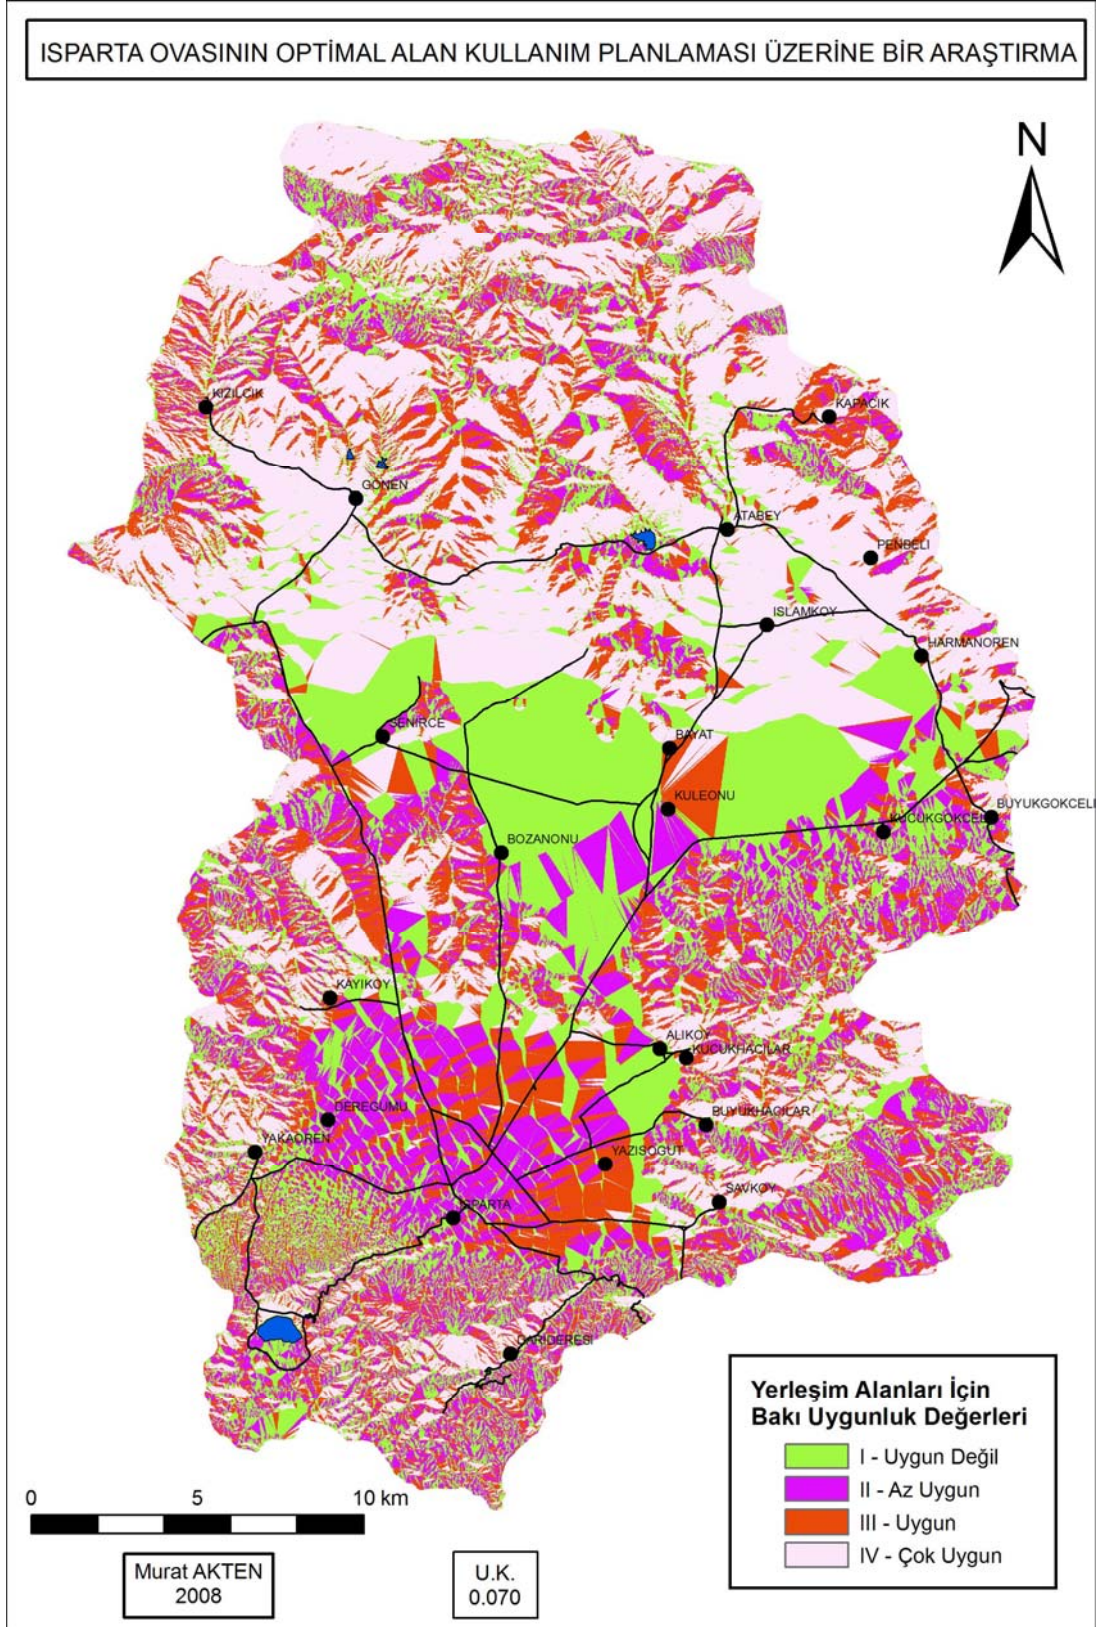 ISPARTA OVASININ OPTİMAL ALAN KULLANIM PLANLAMASI ÜZERİNE BİR ARAŞTIRMA
N
KIZILCIK
KAPACIK
GONEN
ATABEY
PENBELI
ISLAMKOY
HARMANOREN
SENIRCE
BAYAT
KULEONU
BUYUKGOKCELI
KUCUKGOKCELI
BOZANONU
KAYIKOY
ALIKOY
KUCUKHACILAR
BUYUKHACILAR
DEREGUMU
YAKAOREN
YAZISOGUT
SAVKOY
ISPARTA
DARIDERESI
Yerleşim Alanları İçin
Bakı Uygunluk Değerleri
I - Uygun Değil
II - Az Uygun
III - Uygun
IV - Çok Uygun
0 5 10 km
Murat AKTEN
2008
U.K.
0.070